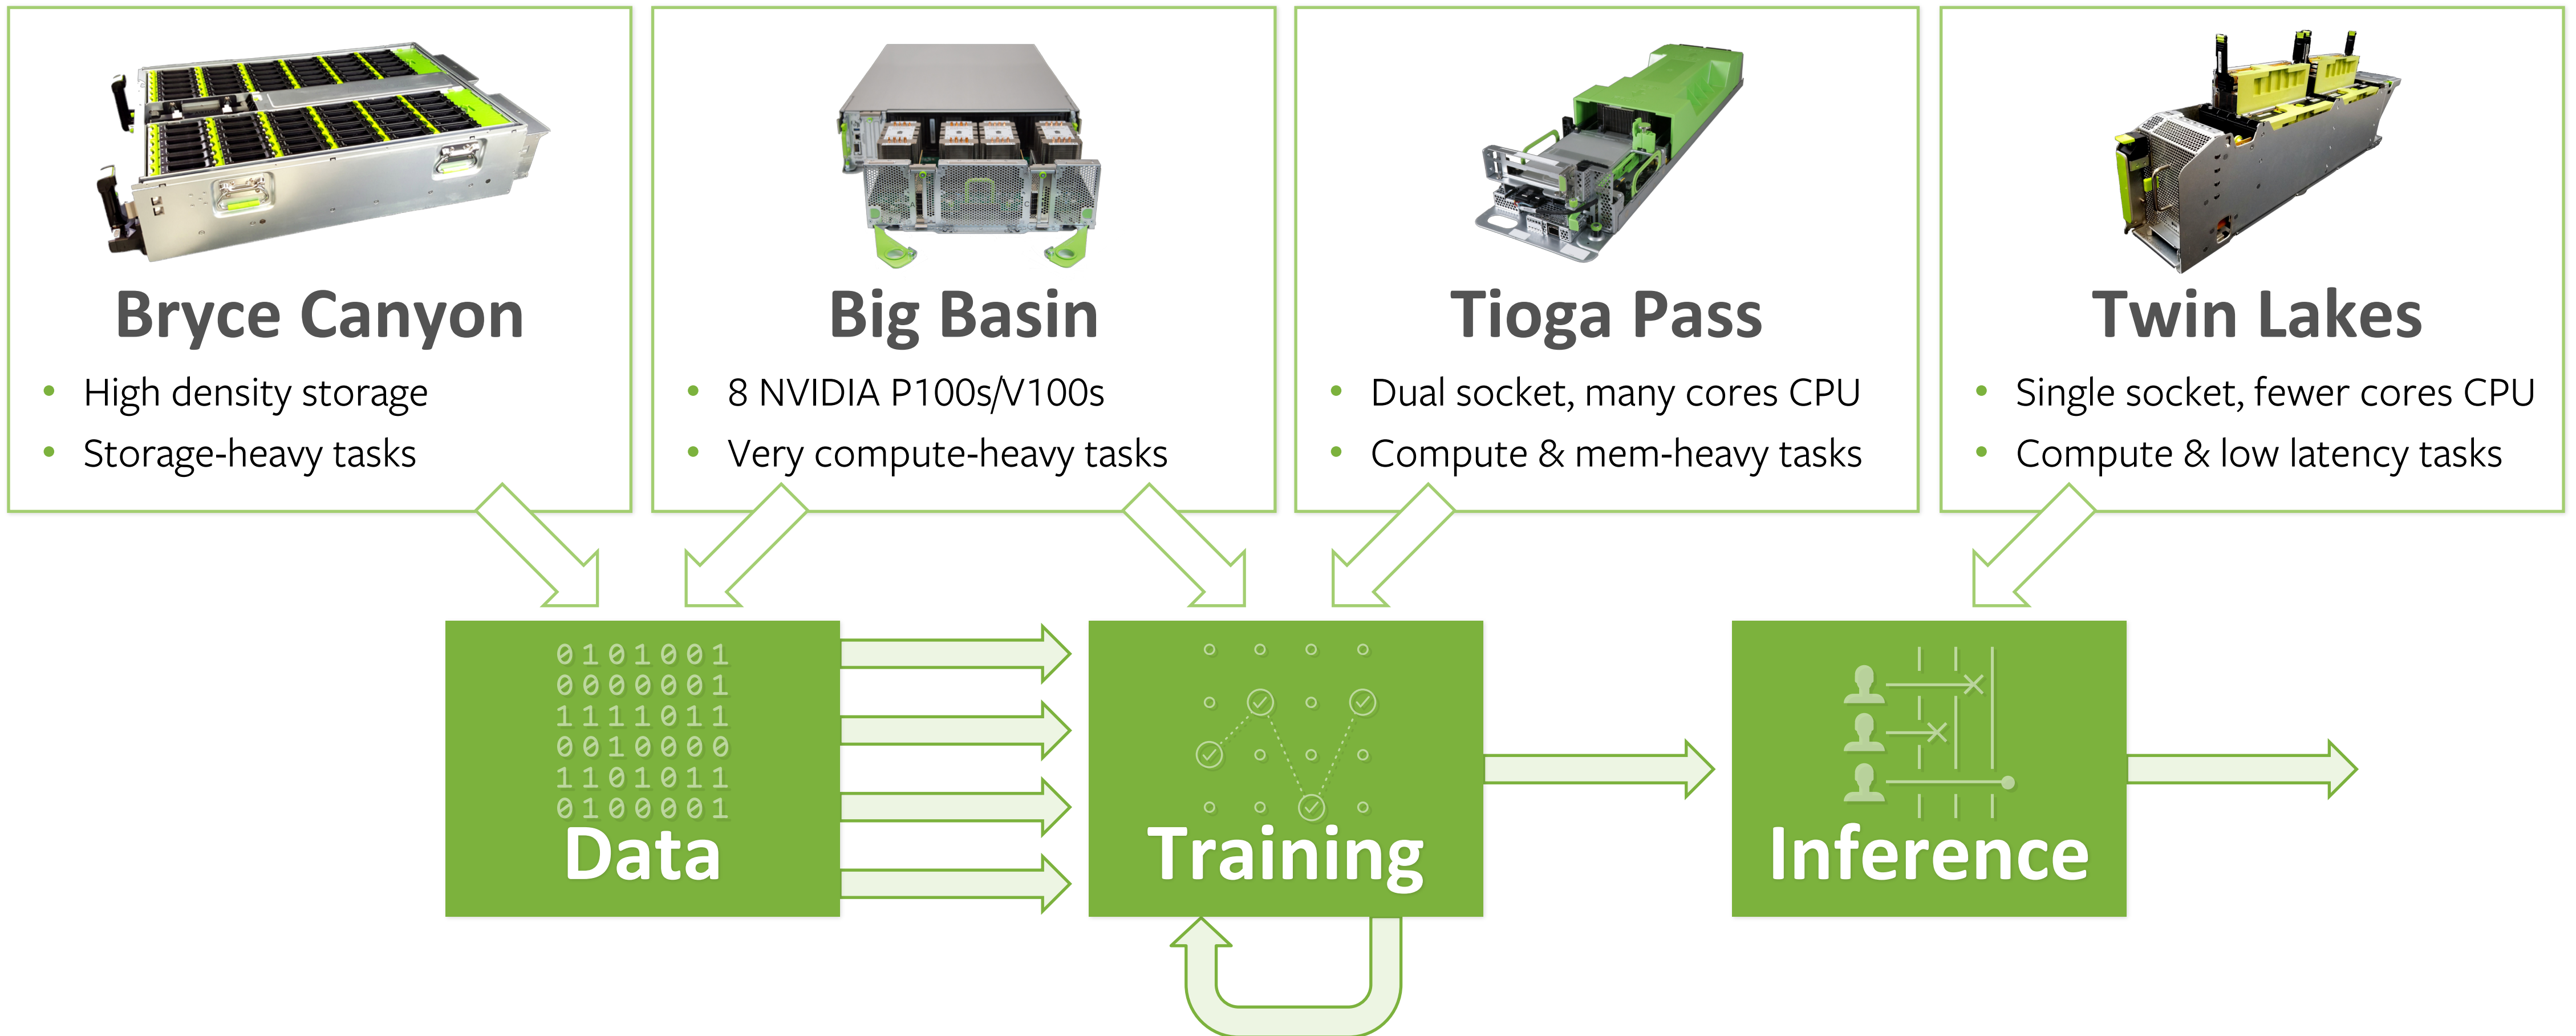 Bryce Canyon
• High density storage
• Storage-heavy tasks
Big Basin
• 8 NVIDIA P100s/V100s
• Very compute-heavy tasks
Tioga Pass
• Dual socket, many cores CPU
• Compute & mem-heavy tasks
Twin Lakes
• Single socket, fewer cores CPU
• Compute & low latency tasks
0101001
0000001
1111011
0010000
1101011
0100001
Data
Training
Inference